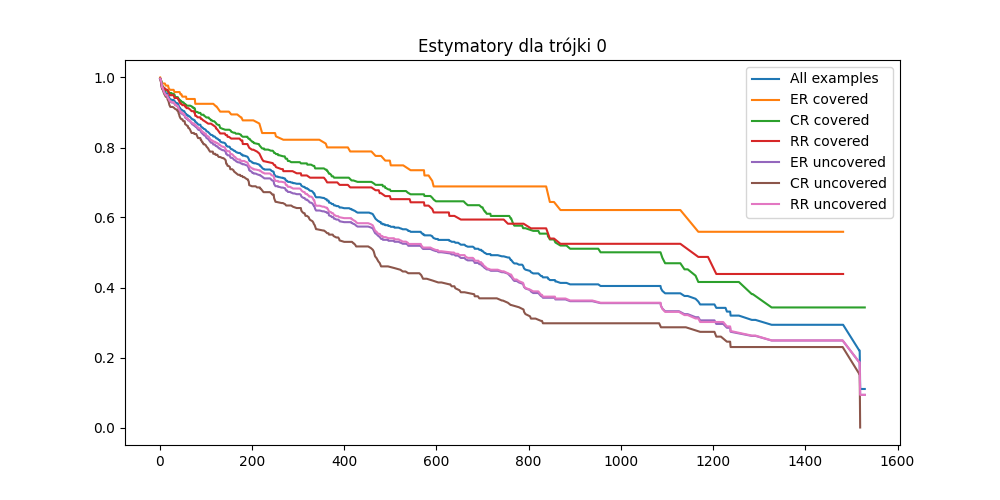 Estymatory dla trójki 0
1.0
0.8
0.6
0.4
0.2
0.0
All examples
ER covered
CR covered
RR covered
ER uncovered
CR uncovered
RR uncovered
0 200 400 600 800 1000 1200 1400 1600